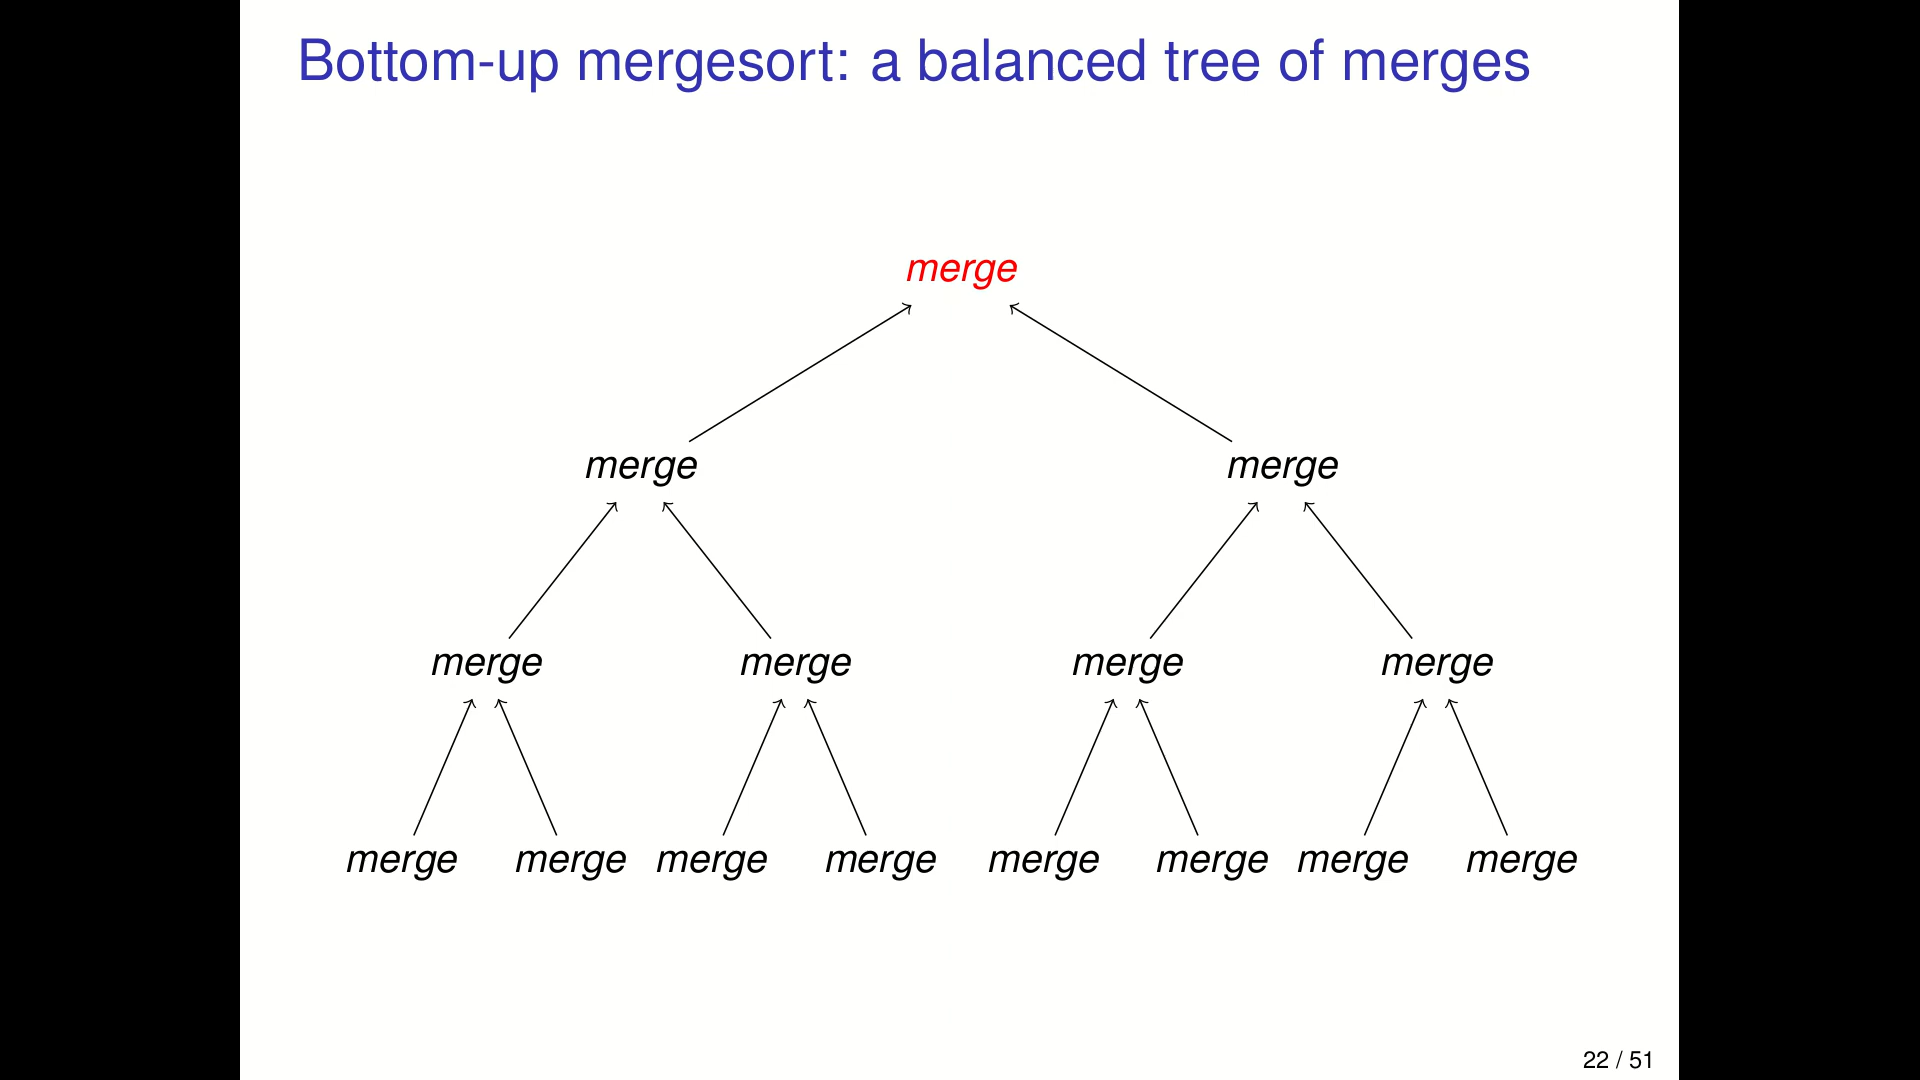 Bottom-up mergesort: a balanced tree of merges
merge
merge merge
merge merge merge merge
merge merge merge merge merge merge merge merge
22 / 51